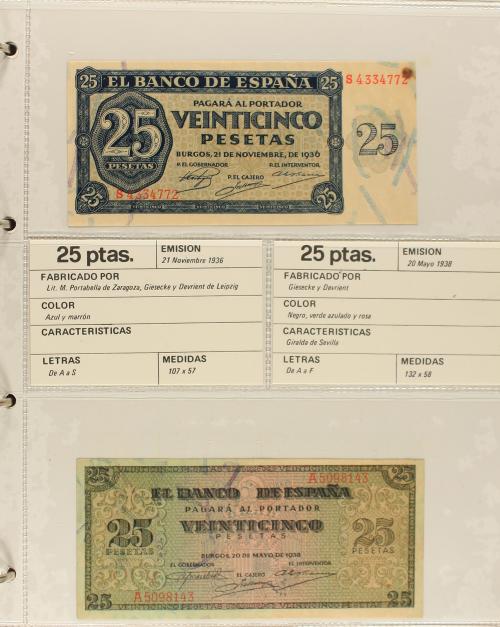 25 EL BANCO DE ESPAÑA 25
S 4334772
PAGARÁ AL PORTADOR
25 VEINTICINCO 25
PESETAS PESETAS
BURGOS, 21 DE NOVIEMBRE, DE 1936
P. EL GOBERNADOR P. EL INTERVENTOR
P. EL CAJERO
S 4334772
25 25
25 ptas.
EMISION
21 Noviembre 1936
FABRICADO POR
Lit. M. Portabella de Zaragoza, Giesecke y Devrient de Leipzig
COLOR
Azul y marrón
CARACTERISTICAS
LETRAS
De A a S
MEDIDAS
107 x 57
25 ptas.
EMISION
20 Mayo 1938
FABRICADO POR
Giesecke y Devrient
COLOR
Negro, verde azulado y rosa
CARACTERISTICAS
Giralda de Sevilla
LETRAS
De A a F
MEDIDAS
132 x 58
25 VEINTICINCO PESETAS VEINTICINCO PESETAS 25
A5098143
EL BANCO DE ESPAÑA
PAGARÁ AL PORTADOR
25 VEINTICINCO 25
PESETAS PESETAS PESETAS
BURGOS, 20 DE MAYO DE 1938
EL GOBERNADOR EL INTERVENTOR
EL CAJERO
A5098143
25 25